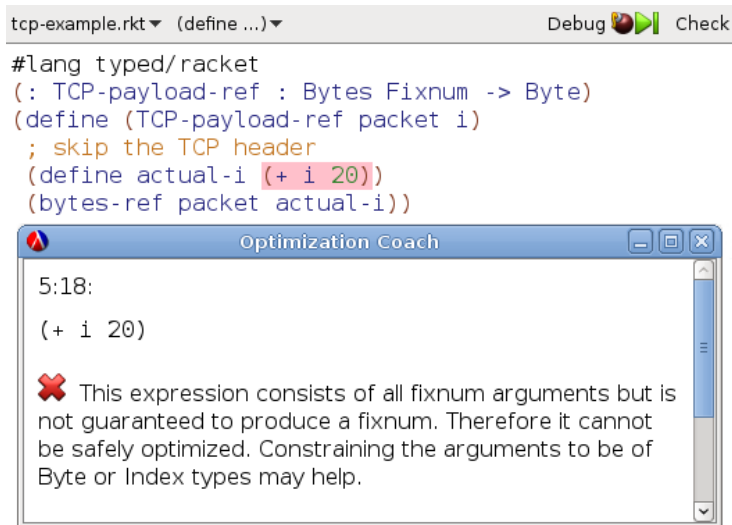 tcp-example.rkt (define ...) Debug Check
#lang typed/racket
(: TCP-payload-ref : Bytes Fixnum -> Byte)
(define (TCP-payload-ref packet i)
; skip the TCP header
(define actual-i (+ i 20))
(bytes-ref packet actual-i))
Optimization Coach
5:18:
(+ i 20)
This expression consists of all fixnum arguments but is
not guaranteed to produce a fixnum. Therefore it cannot
be safely optimized. Constraining the arguments to be of
Byte or Index types may help.